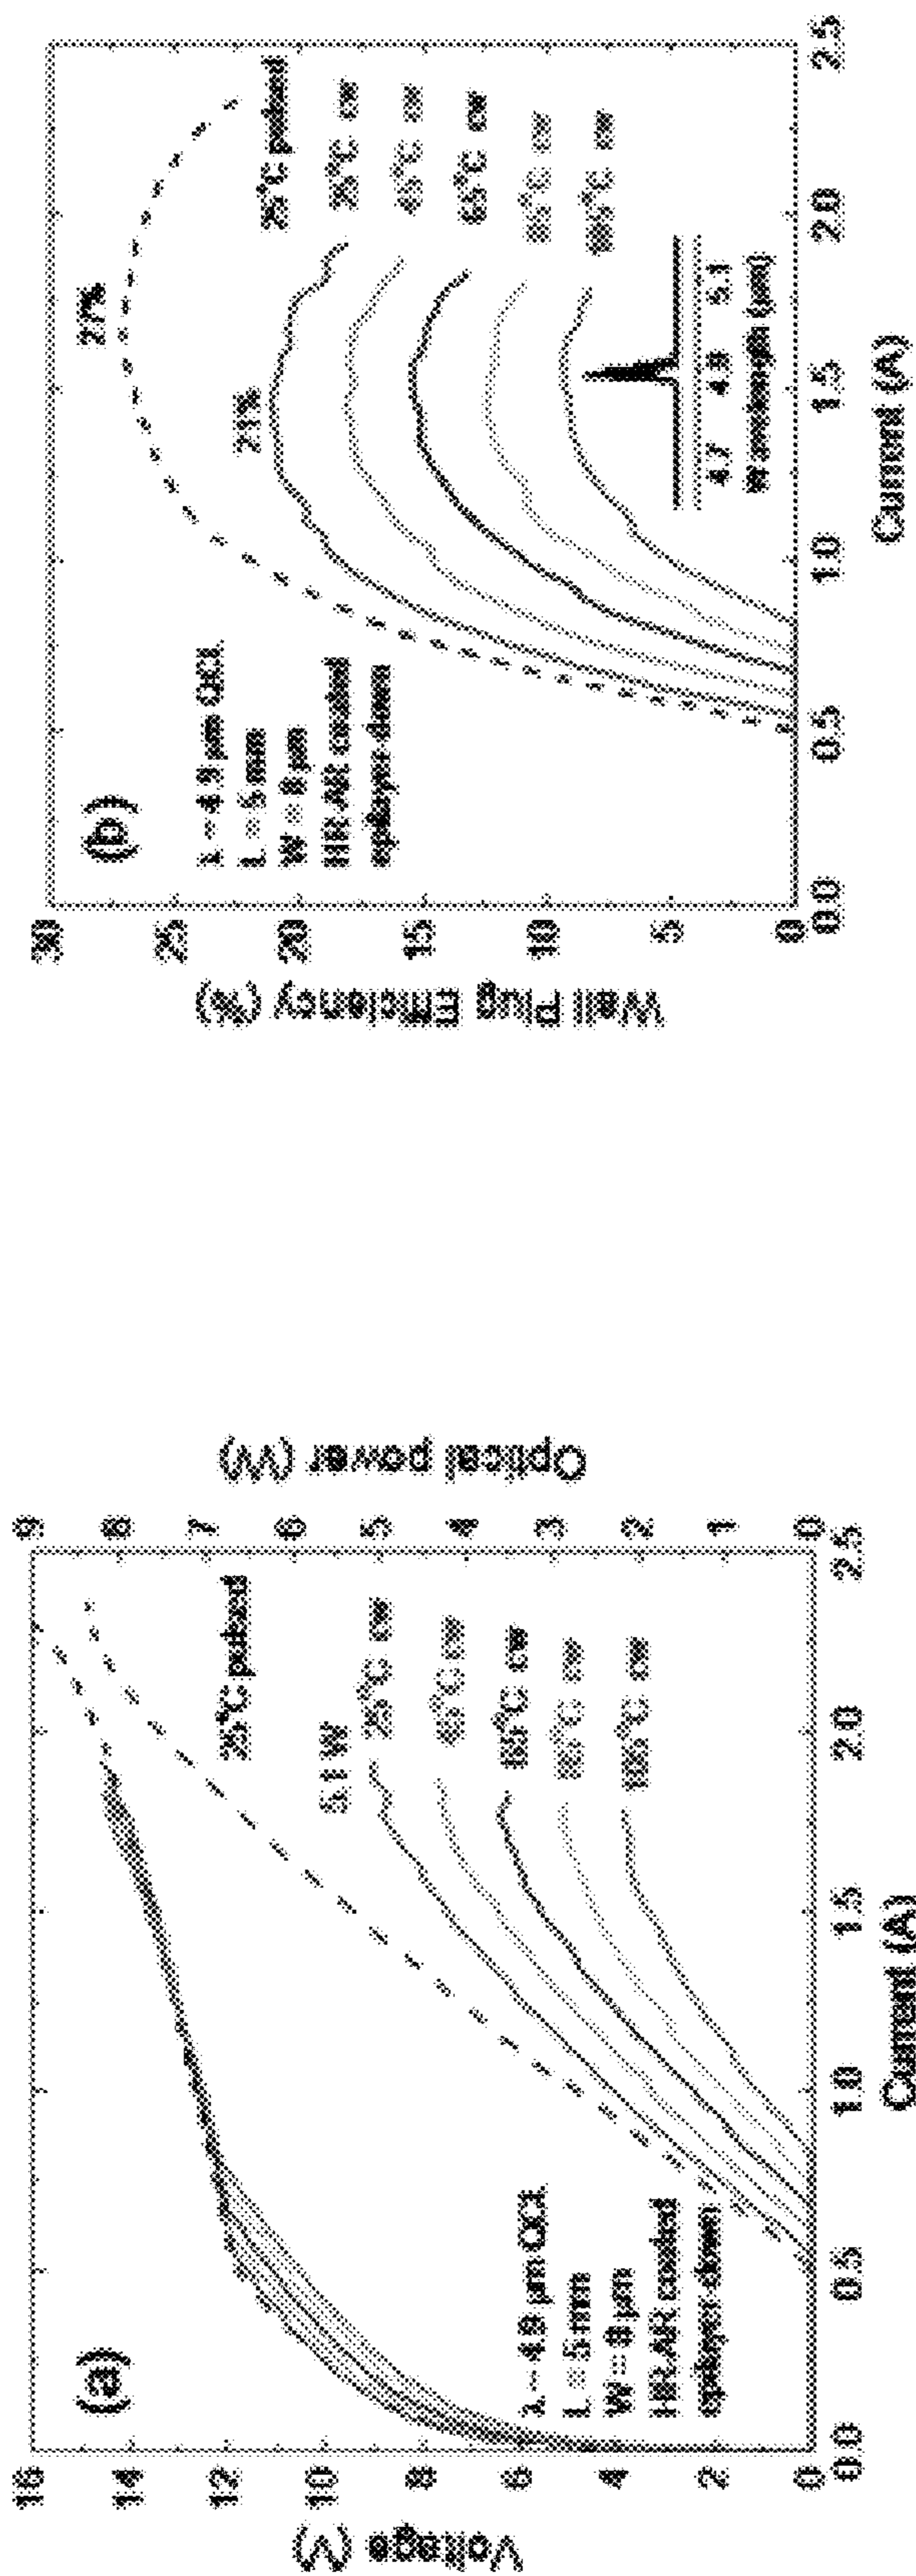 (a)
Voltage (V)
16
14
12
10
8
6
4
2
0
Optical power (W)
9
8
7
6
5
4
3
2
1
0
25°C pulsed
5.1 W
25°C cw
45°C cw
65°C cw
85°C cw
105°C cw
λ ~ 4.9 μm QCL
L = 5 mm
W = 8 μm
HR-AR coated
epilayer-down
0.0 0.5 1.0 1.5 2.0 2.5
Current (A)
(b)
Wall Plug Efficiency (%)
30
25
20
15
10
5
0
27%
21%
25°C pulsed
25°C cw
45°C cw
65°C cw
85°C cw
105°C cw
λ ~ 4.9 μm QCL
L = 5 mm
W = 8 μm
HR-AR coated
epilayer-down
4.7 4.9 5.1
Wavelength (μm)
0.0 0.5 1.0 1.5 2.0 2.5
Current (A)